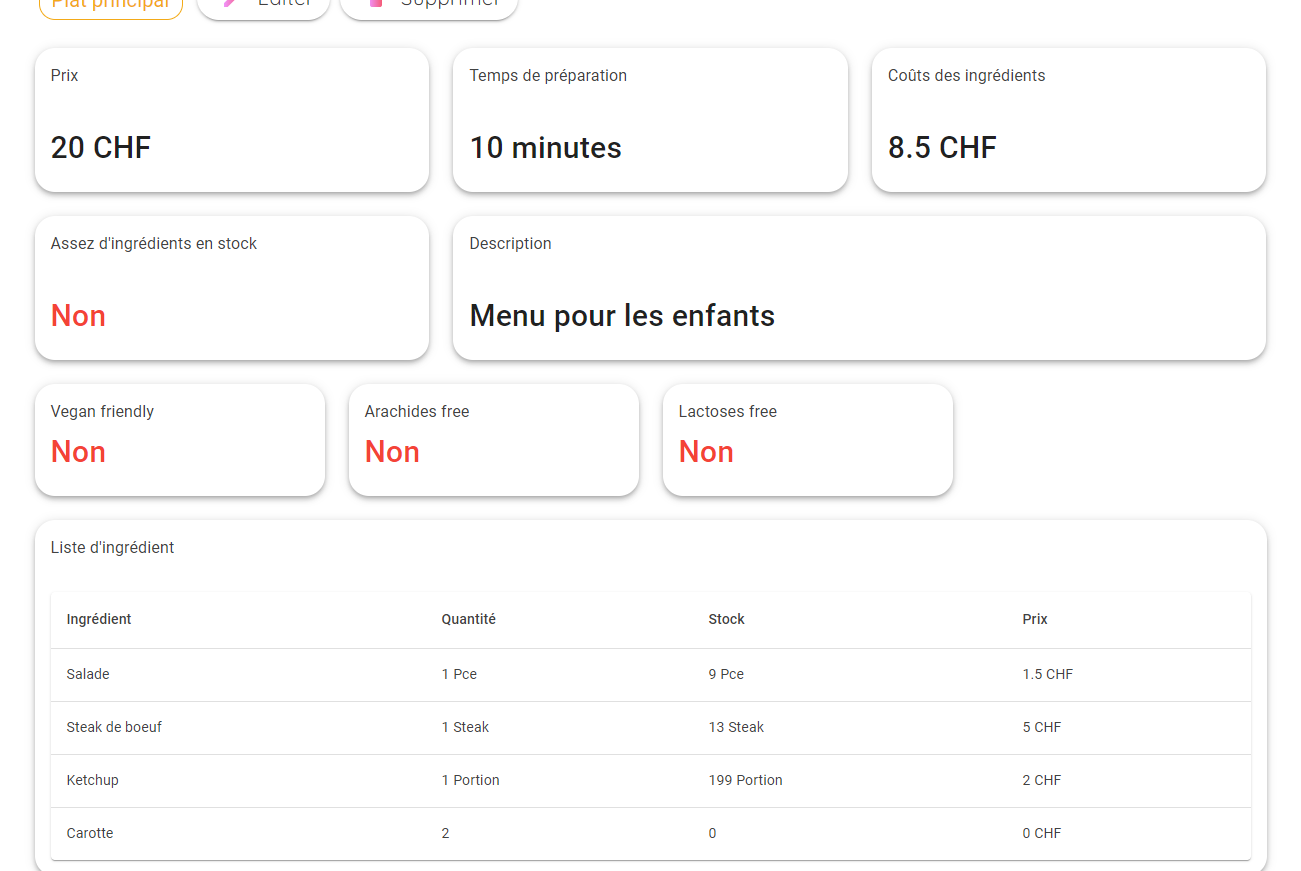 Plat principal Editer Supprimer
Prix
20 CHF
Temps de préparation
10 minutes
Coûts des ingrédients
8.5 CHF
Assez d'ingrédients en stock
Non
Description
Menu pour les enfants
Vegan friendly
Non
Arachides free
Non
Lactoses free
Non
Liste d'ingrédient
Ingrédient Quantité Stock Prix
Salade 1 Pce 9 Pce 1.5 CHF
Steak de boeuf 1 Steak 13 Steak 5 CHF
Ketchup 1 Portion 199 Portion 2 CHF
Carotte 2 0 0 CHF